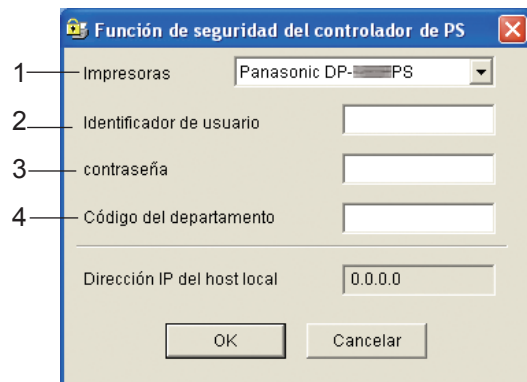 Función de seguridad del controlador de PS
1 Impresoras Panasonic DP- PS
2 Identificador de usuario
3 contraseña
4 Código del departamento
Dirección IP del host local 0.0.0.0
OK Cancelar